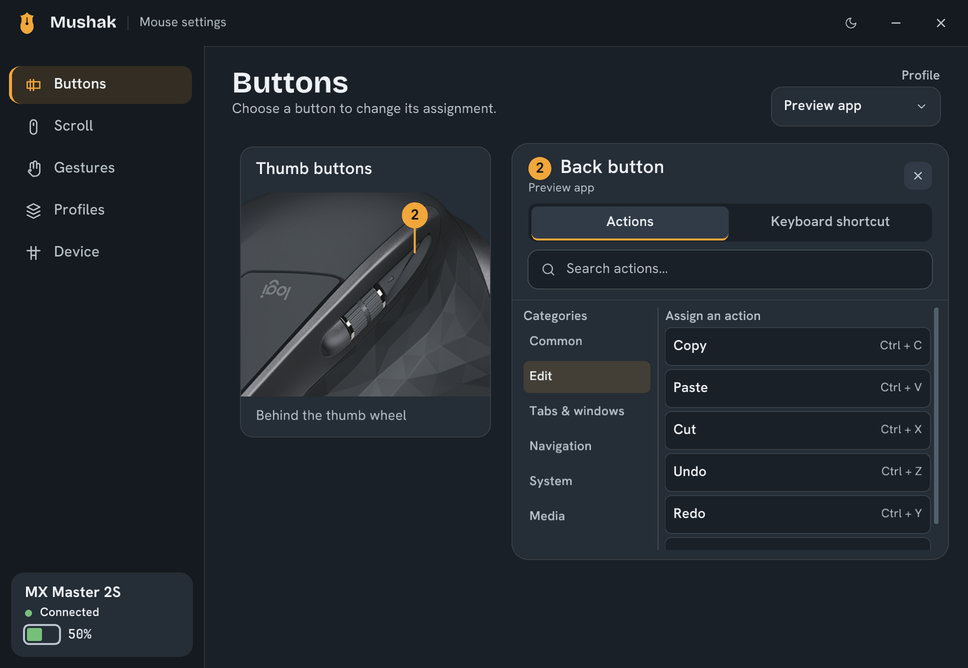 Mushak
Mouse settings
Buttons
Scroll
Gestures
Profiles
Device
MX Master 2S
Connected
50%
Buttons
Choose a button to change its assignment.
Profile
Preview app
Thumb buttons
2
logi
Behind the thumb wheel
2 Back button
Preview app
Actions
Keyboard shortcut
Search actions...
Categories
Common
Edit
Tabs & windows
Navigation
System
Media
Assign an action
Copy Ctrl + C
Paste Ctrl + V
Cut Ctrl + X
Undo Ctrl + Z
Redo Ctrl + Y